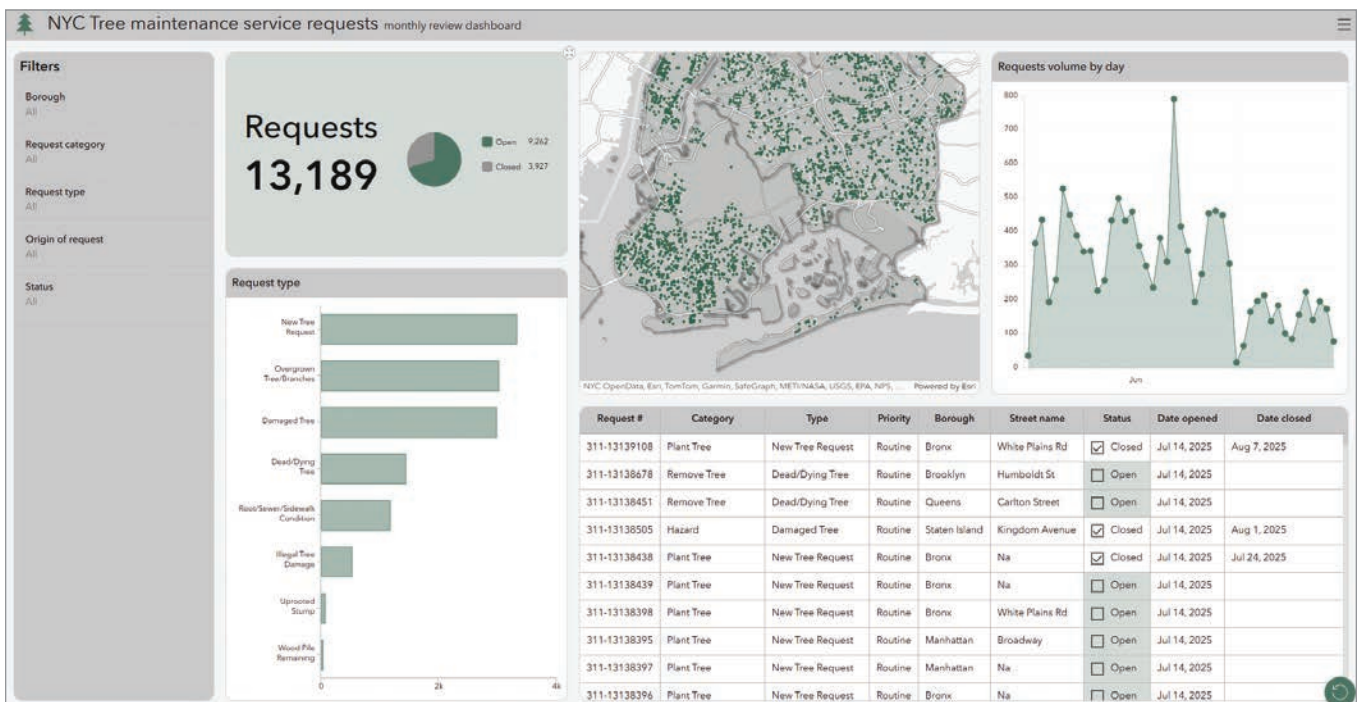 NYC Tree maintenance service requests monthly review dashboard
Filters
Borough
All
Request category
All
Request type
All
Origin of request
All
Status
All
Requests
13,189
Open 9,262
Closed 3,927
Request type
New Tree
Request
Overgrown
Tree/Branches
Damaged Tree
Dead/Dying
Tree
Root/Sewer/Sidewalk
Condition
Illegal Tree
Damage
Uprooted
Stump
Wood Pile
Remaining
0 2k 4k
NYC OpenData, Esri, TomTom, Garmin, SafeGraph, METI/NASA, USGS, EPA, NPS, ... Powered by Esri
Requests volume by day
800
700
600
500
400
300
200
100
0
Jun
Request # Category Type Priority Borough Street name Status Date opened Date closed
311-13139108 Plant Tree New Tree Request Routine Bronx White Plains Rd Closed Jul 14, 2025 Aug 7, 2025
311-13138678 Remove Tree Dead/Dying Tree Routine Brooklyn Humboldt St Open Jul 14, 2025
311-13138451 Remove Tree Dead/Dying Tree Routine Queens Carlton Street Open Jul 14, 2025
311-13138505 Hazard Damaged Tree Routine Staten Island Kingdom Avenue Closed Jul 14, 2025 Aug 1, 2025
311-13138438 Plant Tree New Tree Request Routine Bronx Na Closed Jul 14, 2025 Jul 24, 2025
311-13138439 Plant Tree New Tree Request Routine Bronx Na Open Jul 14, 2025
311-13138398 Plant Tree New Tree Request Routine Bronx White Plains Rd Open Jul 14, 2025
311-13138395 Plant Tree New Tree Request Routine Manhattan Broadway Open Jul 14, 2025
311-13138397 Plant Tree New Tree Request Routine Manhattan Na Open Jul 14, 2025
311-13138396 Plant Tree New Tree Request Routine Bronx Na Open Jul 14, 2025